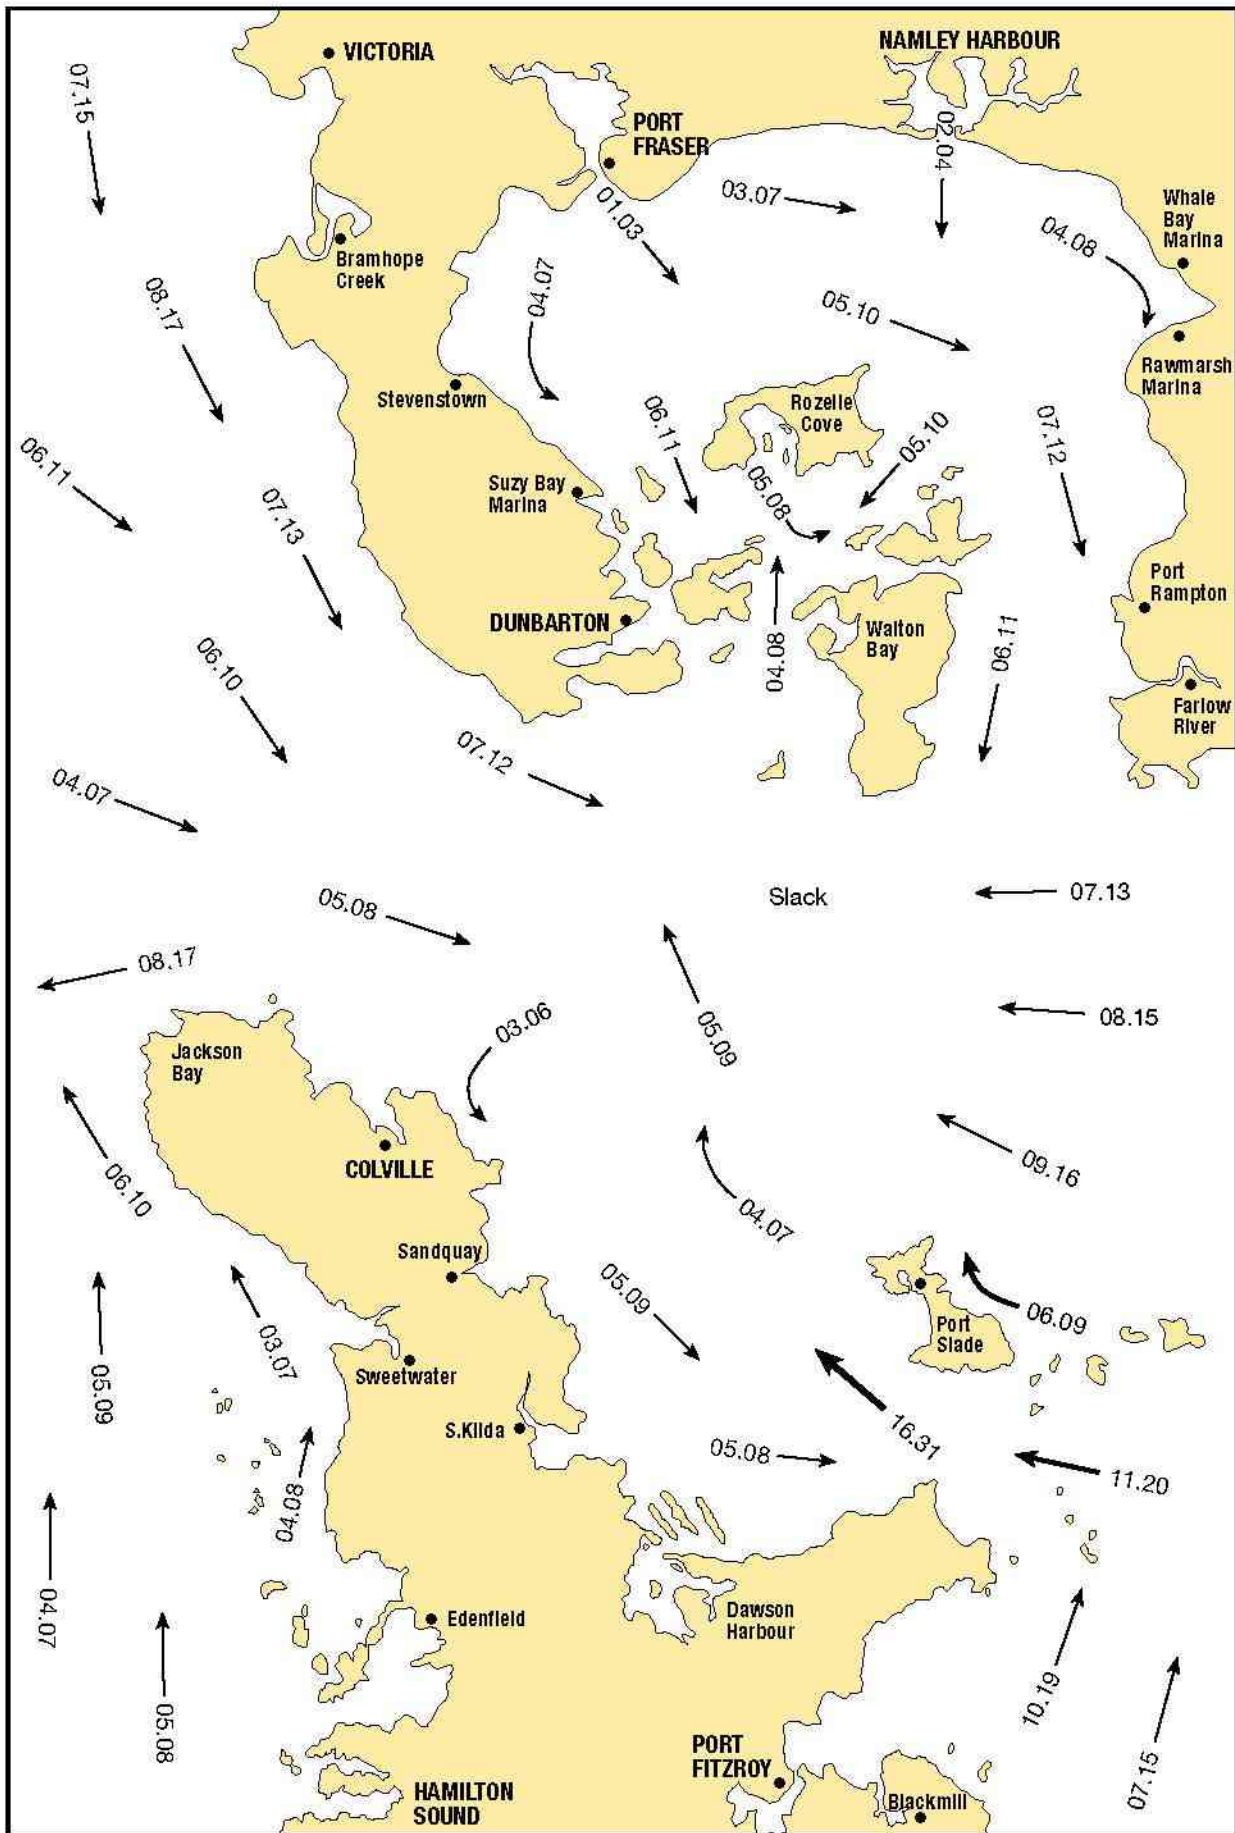 VICTORIA
NAMLEY HARBOUR
07.15
PORT
FRASER
02.04
03.07
01.03
Whale
Bay
Marina
04.08
Bramhope
Creek
04.07
08.17
05.10
Rawmarsh
Marina
Stevenstown
Rozelle
Cove
06.11
05.10
07.12
06.11
Suzy Bay
Marina
05.08
07.13
Port
Rampton
DUNBARTON
Walton
Bay
06.11
04.08
06.10
Farlow
River
07.12
04.07
05.08
Slack
07.13
08.17
03.06
05.09
08.15
Jackson
Bay
COLVILLE
09.16
06.10
04.07
Sandquay
05.09
06.09
Port
Slade
03.07
Sweetwater
05.09
S.Kilda
16.31
05.08
11.20
04.08
04.07
Edenfield
Dawson
Harbour
10.19
05.08
07.15
PORT
FITZROY
HAMILTON
SOUND
Blackmill